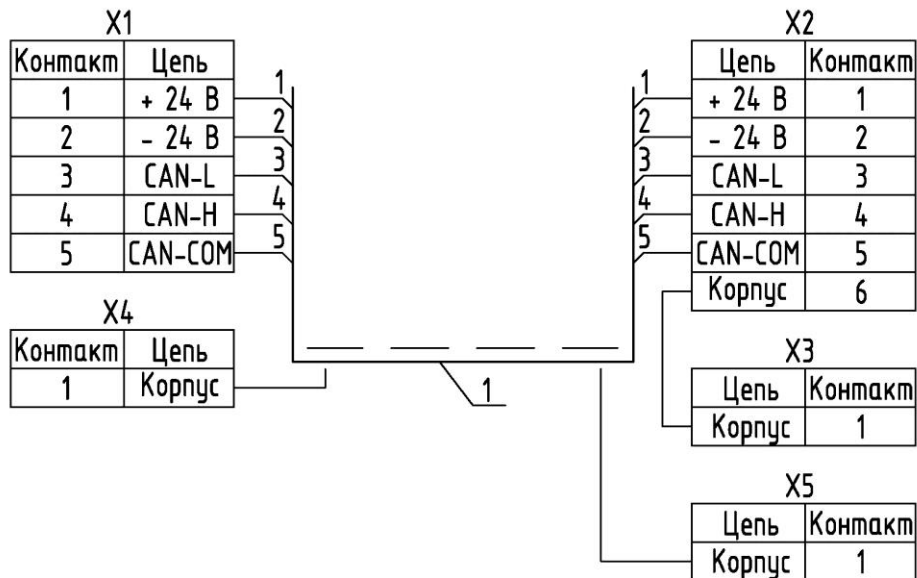 X1
Контакт Цепь
1 + 24 В
2 - 24 В
3 CAN-L
4 CAN-H
5 CAN-COM
1
2
3
4
5
X4
Контакт Цепь
1 Корпус
1
1
2
3
4
5
X2
Цепь Контакт
+ 24 В 1
- 24 В 2
CAN-L 3
CAN-H 4
CAN-COM 5
Корпус 6
X3
Цепь Контакт
Корпус 1
X5
Цепь Контакт
Корпус 1